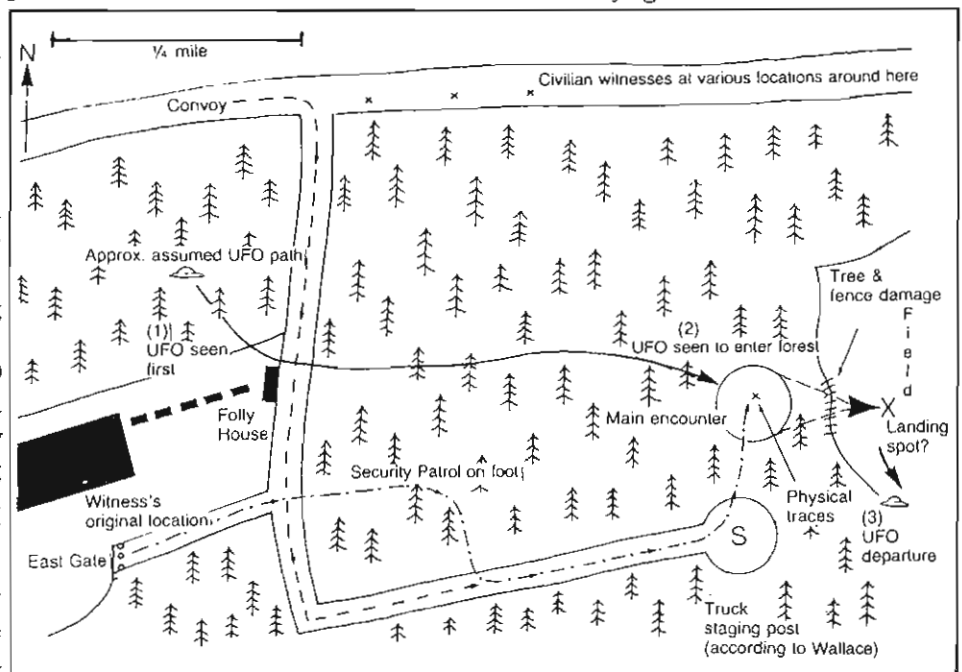 N
¼ mile
Civilian witnesses at various locations around here
x x x
Convoy
Approx. assumed UFO path
Tree &
fence damage
(1)
UFO seen
first
(2)
UFO seen to enter forest
Field
Folly
House
Main encounter
x
X
Landing
spot?
Security Patrol on foot
Witness's
original location
Physical
traces
East Gate
S
(3)
UFO
departure
Truck
staging post
(according to Wallace)